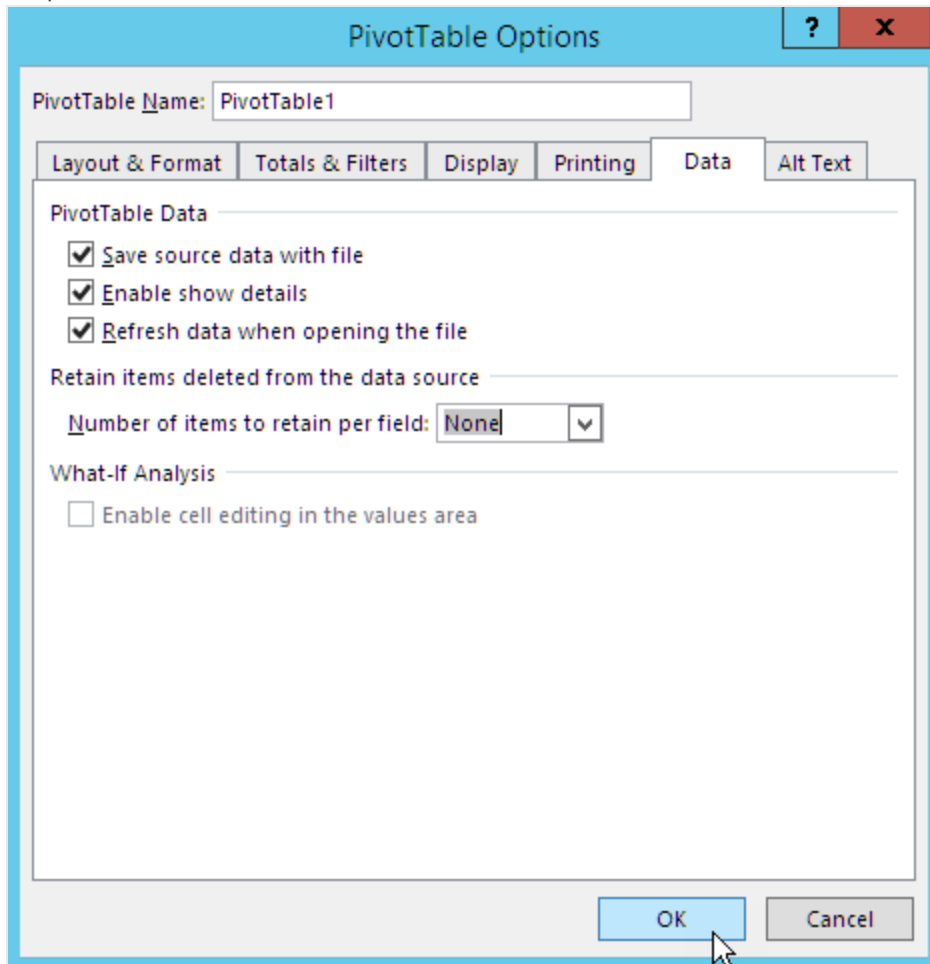 PivotTable Options
? x
PivotTable Name: PivotTable1
Layout & Format Totals & Filters Display Printing Data Alt Text
PivotTable Data
Save source data with file
Enable show details
Refresh data when opening the file
Retain items deleted from the data source
Number of items to retain per field: None
What-If Analysis
Enable cell editing in the values area
OK Cancel